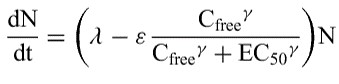 dN/dt = (λ − ε C_free^γ / (C_free^γ + EC_50^γ)) N